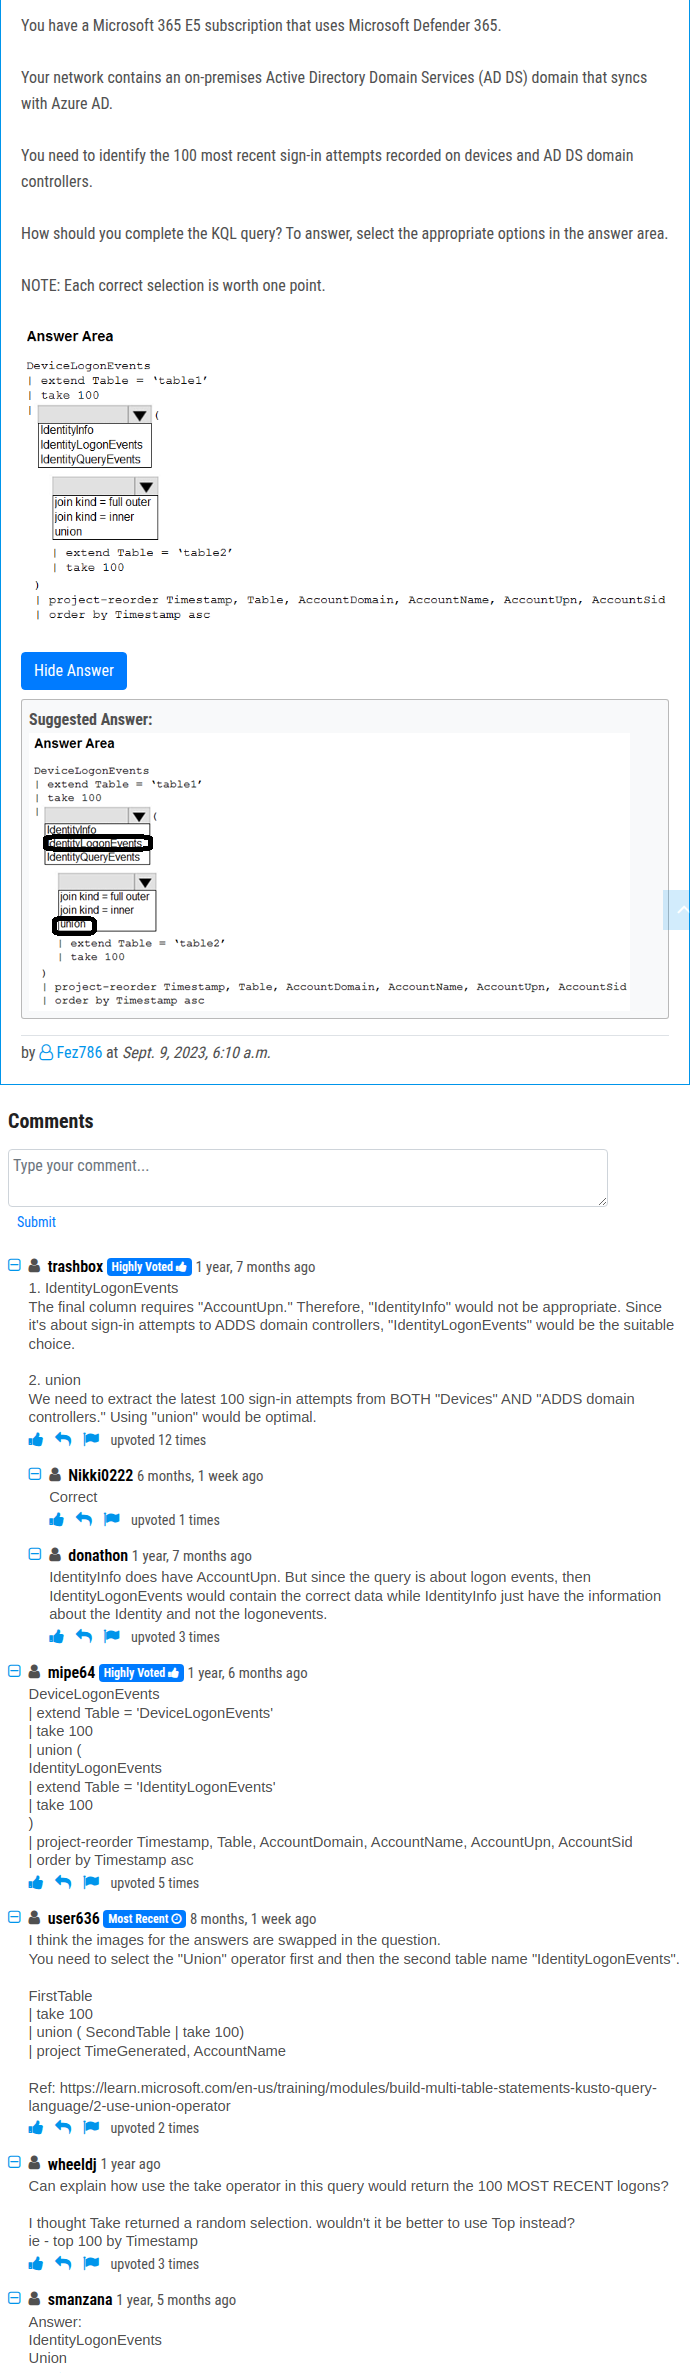 You have a Microsoft 365 E5 subscription that uses Microsoft Defender 365.
Your network contains an on-premises Active Directory Domain Services (AD DS) domain that syncs
with Azure AD.
You need to identify the 100 most recent sign-in attempts recorded on devices and AD DS domain
controllers.
How should you complete the KQL query? To answer, select the appropriate options in the answer area.
NOTE: Each correct selection is worth one point.
Answer Area
DeviceLogonEvents
| extend Table = ‘table1’
| take 100
| (
IdentityInfo
IdentityLogonEvents
IdentityQueryEvents
join kind = full outer
join kind = inner
union
| extend Table = ‘table2’
| take 100
)
| project-reorder Timestamp, Table, AccountDomain, AccountName, AccountUpn, AccountSid
| order by Timestamp asc
Hide Answer
Suggested Answer:
Answer Area
DeviceLogonEvents
| extend Table = ‘table1’
| take 100
| (
IdentityInfo
IdentityLogonEvents
IdentityQueryEvents
join kind = full outer
join kind = inner
union
| extend Table = ‘table2’
| take 100
)
| project-reorder Timestamp, Table, AccountDomain, AccountName, AccountUpn, AccountSid
| order by Timestamp asc
by Fez786 at Sept. 9, 2023, 6:10 a.m.
Comments
Type your comment...
Submit
trashbox Highly Voted 1 year, 7 months ago
1. IdentityLogonEvents
The final column requires "AccountUpn." Therefore, "IdentityInfo" would not be appropriate. Since
it's about sign-in attempts to ADDS domain controllers, "IdentityLogonEvents" would be the suitable
choice.
2. union
We need to extract the latest 100 sign-in attempts from BOTH "Devices" AND "ADDS domain
controllers." Using "union" would be optimal.
upvoted 12 times
Nikki0222 6 months, 1 week ago
Correct
upvoted 1 times
donathon 1 year, 7 months ago
IdentityInfo does have AccountUpn. But since the query is about logon events, then
IdentityLogonEvents would contain the correct data while IdentityInfo just have the information
about the Identity and not the logonevents.
upvoted 3 times
mipe64 Highly Voted 1 year, 6 months ago
DeviceLogonEvents
| extend Table = 'DeviceLogonEvents'
| take 100
| union (
IdentityLogonEvents
| extend Table = 'IdentityLogonEvents'
| take 100
)
| project-reorder Timestamp, Table, AccountDomain, AccountName, AccountUpn, AccountSid
| order by Timestamp asc
upvoted 5 times
user636 Most Recent 8 months, 1 week ago
I think the images for the answers are swapped in the question.
You need to select the "Union" operator first and then the second table name "IdentityLogonEvents".
FirstTable
| take 100
| union ( SecondTable | take 100)
| project TimeGenerated, AccountName
Ref: https://learn.microsoft.com/en-us/training/modules/build-multi-table-statements-kusto-query-
language/2-use-union-operator
upvoted 2 times
wheeldj 1 year ago
Can explain how use the take operator in this query would return the 100 MOST RECENT logons?
I thought Take returned a random selection. wouldn't it be better to use Top instead?
ie - top 100 by Timestamp
upvoted 3 times
smanzana 1 year, 5 months ago
Answer:
IdentityLogonEvents
Union